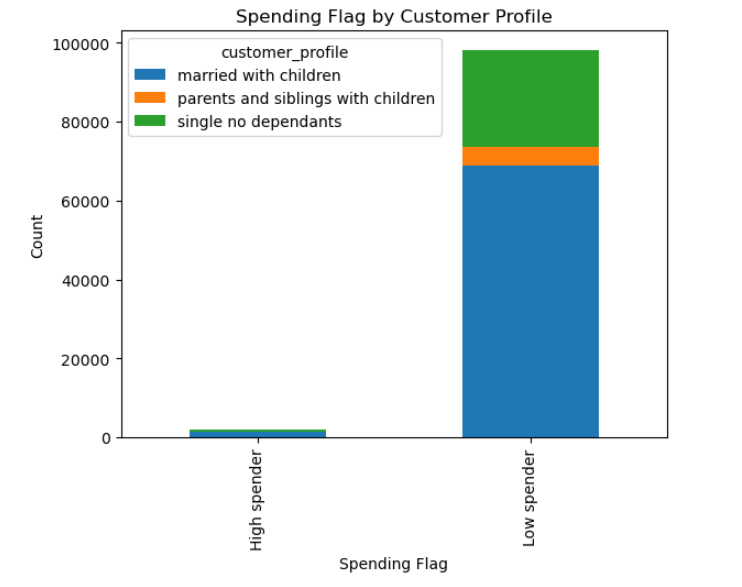 Spending Flag by Customer Profile
customer_profile
married with children
parents and siblings with children
single no dependants
100000
80000
60000
40000
20000
0
Count
High spender
Low spender
Spending Flag